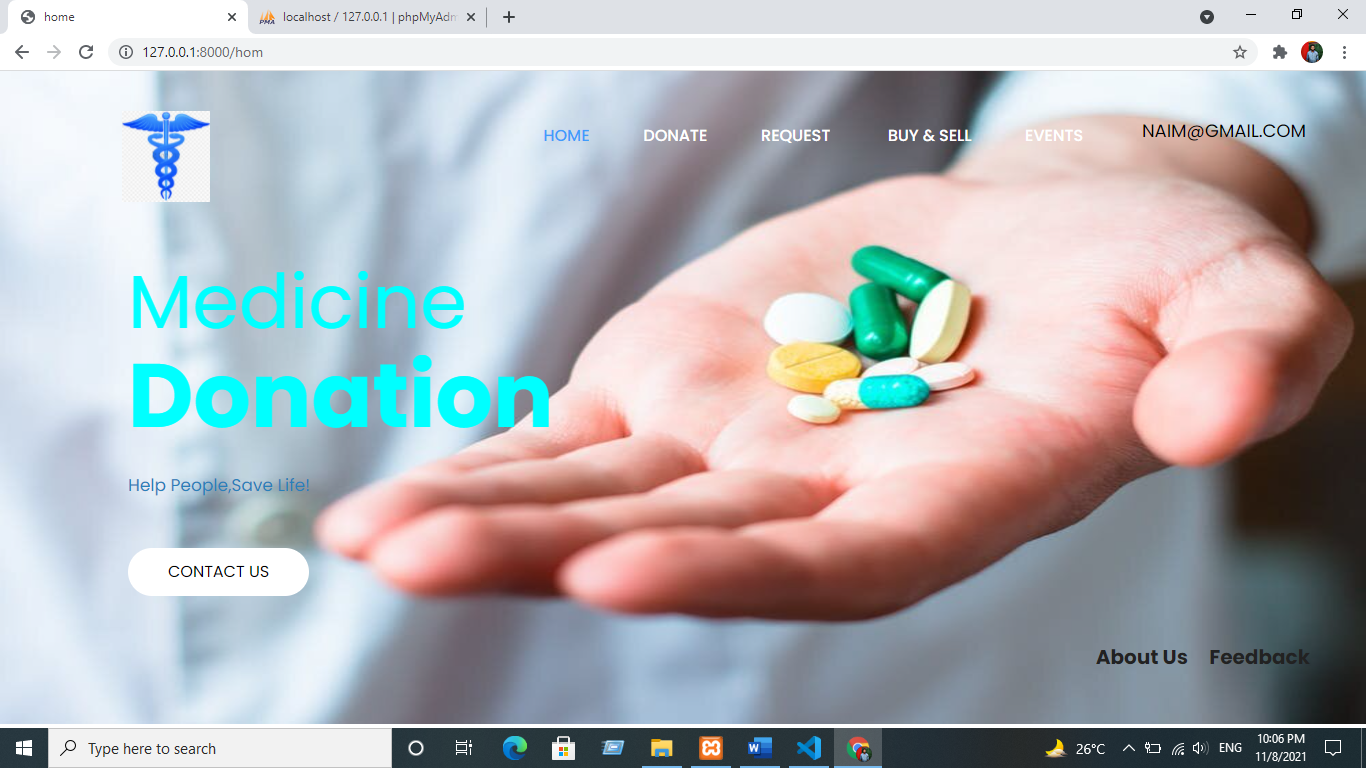 home
localhost / 127.0.0.1 | phpMyAdm
127.0.0.1:8000/hom
HOME
DONATE
REQUEST
BUY & SELL
EVENTS
NAIM@GMAIL.COM
Medicine
Donation
Help People,Save Life!
CONTACT US
About Us
Feedback
Type here to search
26°C
ENG
10:06 PM
11/8/2021